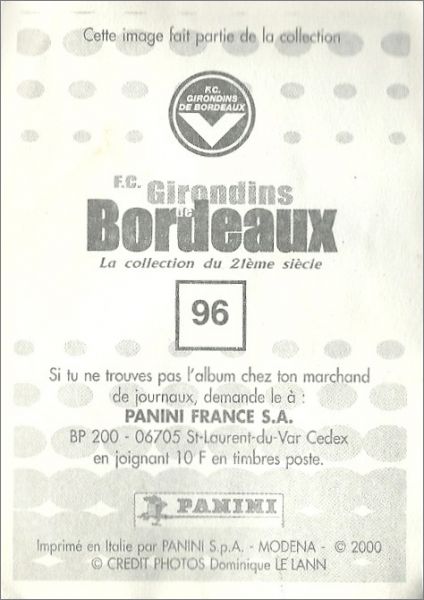 Cette image fait partie de la collection
F.C.
GIRONDINS
DE BORDEAUX
F.C. Girondins
de
Bordeaux
La collection du 21ème siècle
96
Si tu ne trouves pas l'album chez ton marchand
de journaux, demande le à :
PANINI FRANCE S.A.
BP 200 - 06705 St-Laurent-du-Var Cedex
en joignant 10 F en timbres poste.
PANINI
Imprimé en Italie par PANINI S.p.A. - MODENA - © 2000
© CREDIT PHOTOS Dominique LE LANN